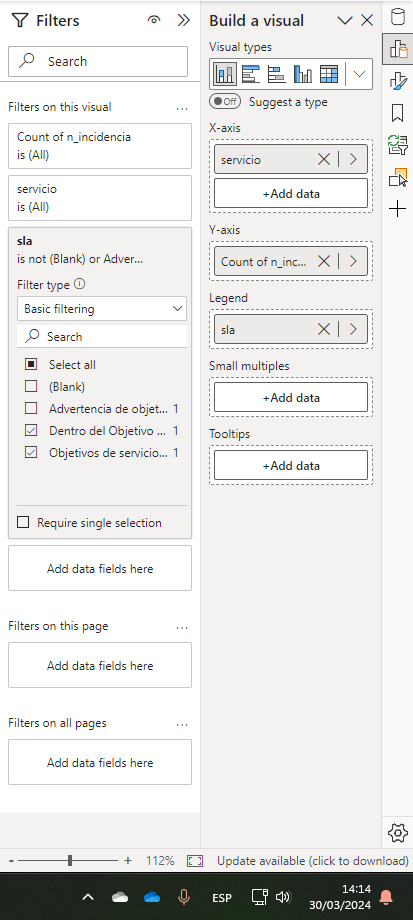 Filters
Search
Filters on this visual
...
Count of n_incidencia
is (All)
servicio
is (All)
sla
is not (Blank) or Adver...
Filter type
Basic filtering
Search
Select all
(Blank)
Advertencia de objet... 1
Dentro del Objetivo ... 1
Objetivos de servicio... 1
Require single selection
Add data fields here
Filters on this page
...
Add data fields here
Filters on all pages
...
Add data fields here
Build a visual
Visual types
Off
Suggest a type
X-axis
servicio
+Add data
Y-axis
Count of n_inc...
Legend
sla
Small multiples
+Add data
Tooltips
+Add data
- + 112%
Update available (click to download)
ESP
14:14
30/03/2024